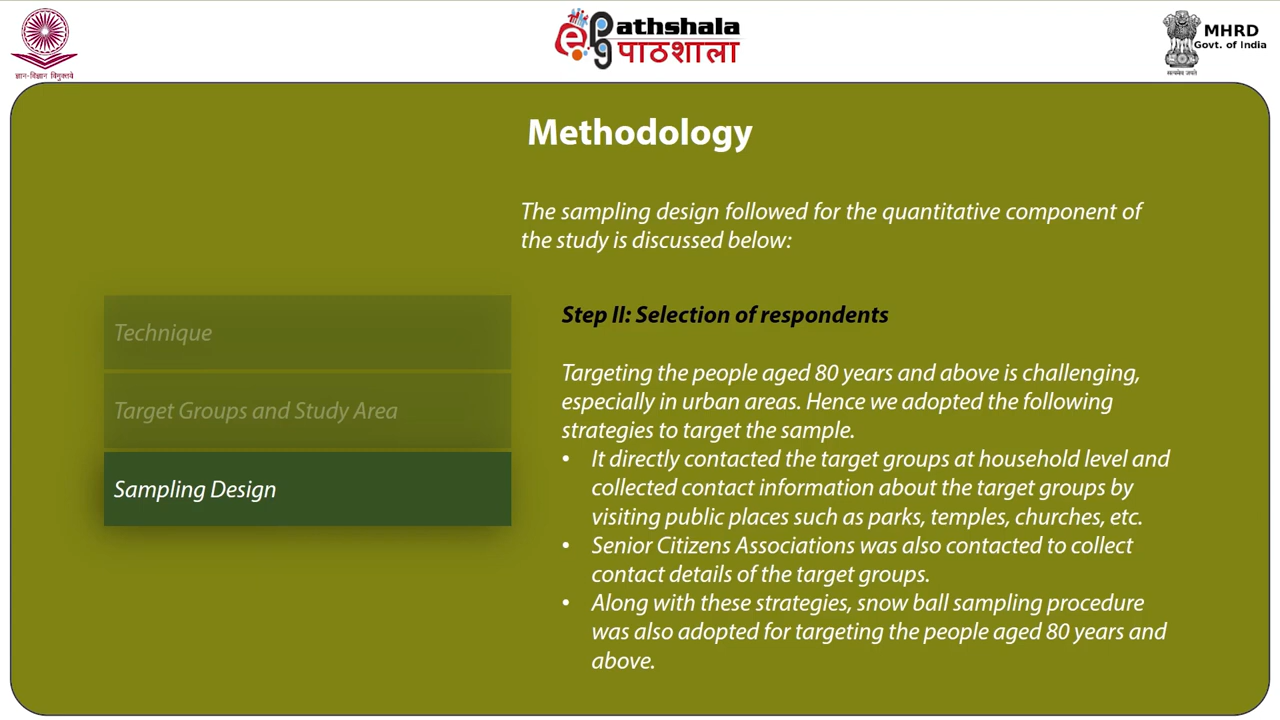 ज्ञान-विज्ञान विमुक्तये
ePathshala
पाठशाला
MHRD
Govt. of India
सत्यमेव जयते
Methodology
The sampling design followed for the quantitative component of
the study is discussed below:
Technique
Target Groups and Study Area
Sampling Design
Step II: Selection of respondents
Targeting the people aged 80 years and above is challenging,
especially in urban areas. Hence we adopted the following
strategies to target the sample.
• It directly contacted the target groups at household level and
collected contact information about the target groups by
visiting public places such as parks, temples, churches, etc.
• Senior Citizens Associations was also contacted to collect
contact details of the target groups.
• Along with these strategies, snow ball sampling procedure
was also adopted for targeting the people aged 80 years and
above.